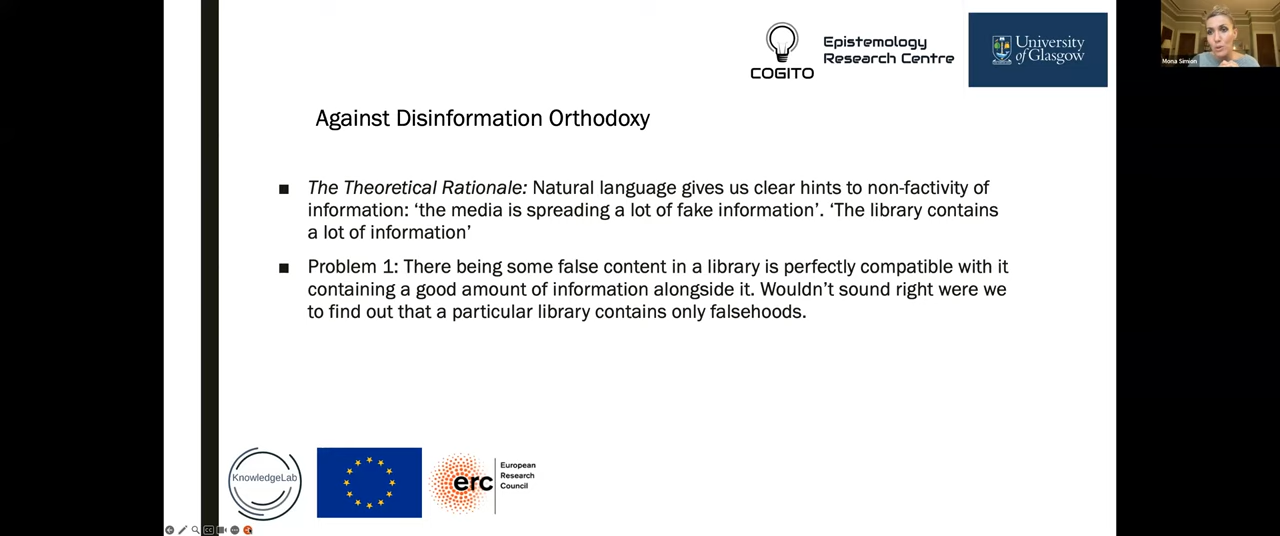 COGITO
Epistemology
Research Centre
University
of Glasgow
Mona Simion
Against Disinformation Orthodoxy
■ The Theoretical Rationale: Natural language gives us clear hints to non-factivity of
information: ‘the media is spreading a lot of fake information’. ‘The library contains
a lot of information’
■ Problem 1: There being some false content in a library is perfectly compatible with it
containing a good amount of information alongside it. Wouldn’t sound right were we
to find out that a particular library contains only falsehoods.
KnowledgeLab
erc
European
Research
Council